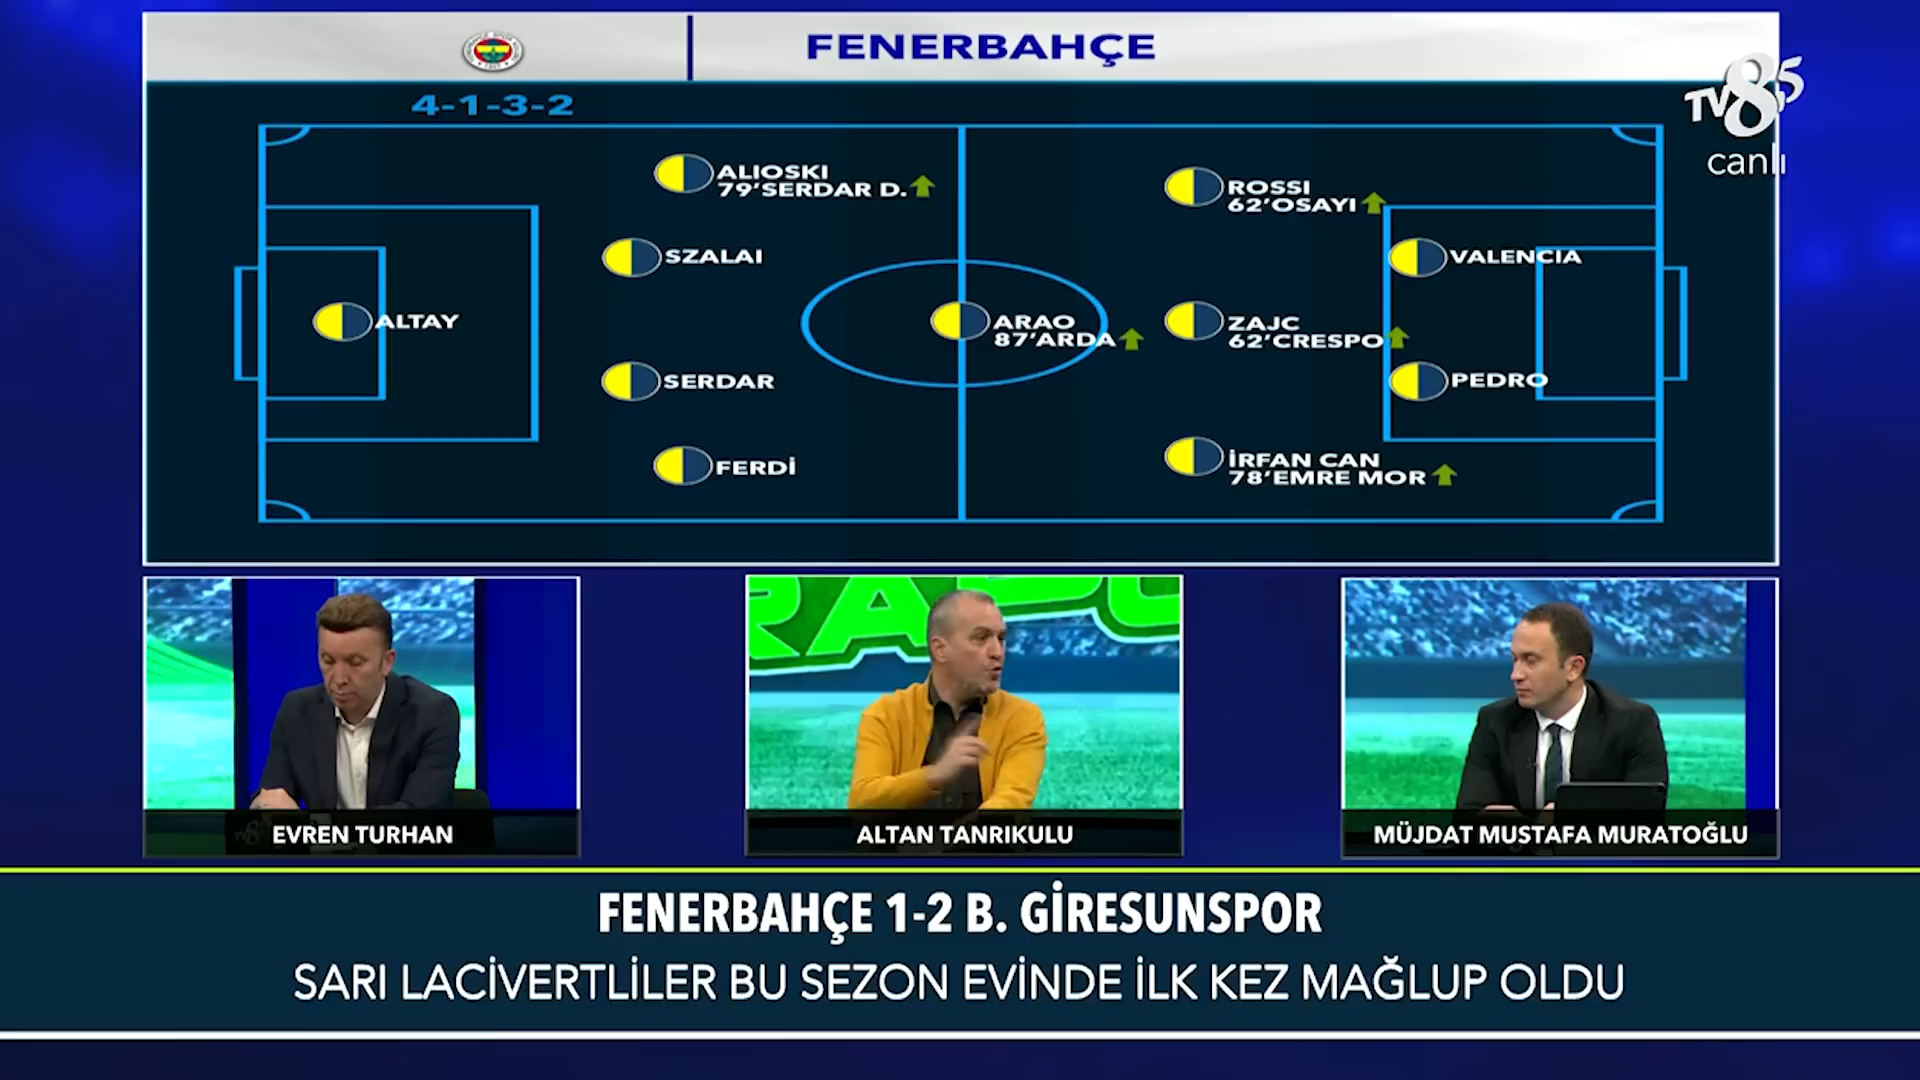 FENERBAHÇE
TV8,5
canlı
4-1-3-2
ALIOSKI
79'SERDAR D.
ROSSI
62'OSAYI
SZALAI
VALENCIA
ALTAY
ARAO
87'ARDA
ZAJC
62'CRESPO
SERDAR
PEDRO
FERDİ
İRFAN CAN
78'EMRE MOR
EVREN TURHAN
ALTAN TANRIKULU
MÜJDAT MUSTAFA MURATOĞLU
FENERBAHÇE 1-2 B. GİRESUNSPOR
SARI LACİVERTLİLER BU SEZON EVİNDE İLK KEZ MAĞLUP OLDU